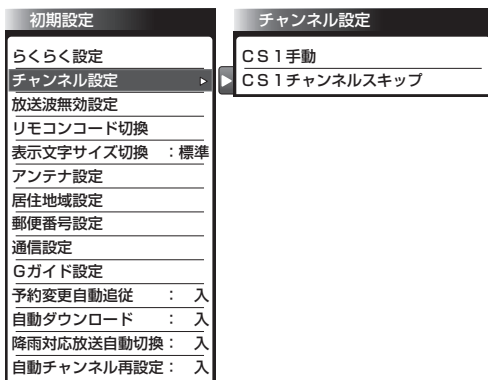 初期設定
らくらく設定
チャンネル設定
放送波無効設定
リモコンコード切換
表示文字サイズ切換 ：標準
アンテナ設定
居住地域設定
郵便番号設定
通信設定
Ｇガイド設定
予約変更自動追従 ： 入
自動ダウンロード ： 入
降雨対応放送自動切換： 入
自動チャンネル再設定： 入
チャンネル設定
ＣＳ１手動
ＣＳ１チャンネルスキップ